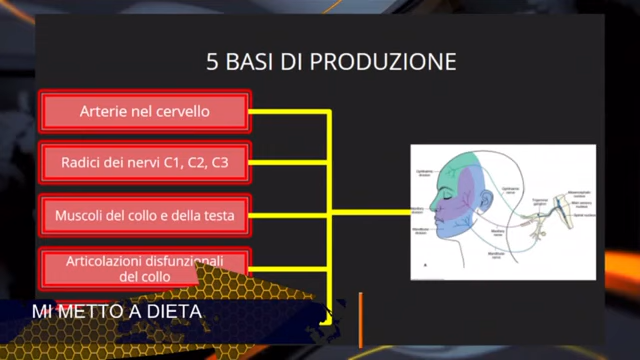 5 BASI DI PRODUZIONE
Arterie nel cervello
Radici dei nervi C1, C2, C3
Muscoli del collo e della testa
Articolazioni disfunzionali
del collo
MI METTO A DIETA